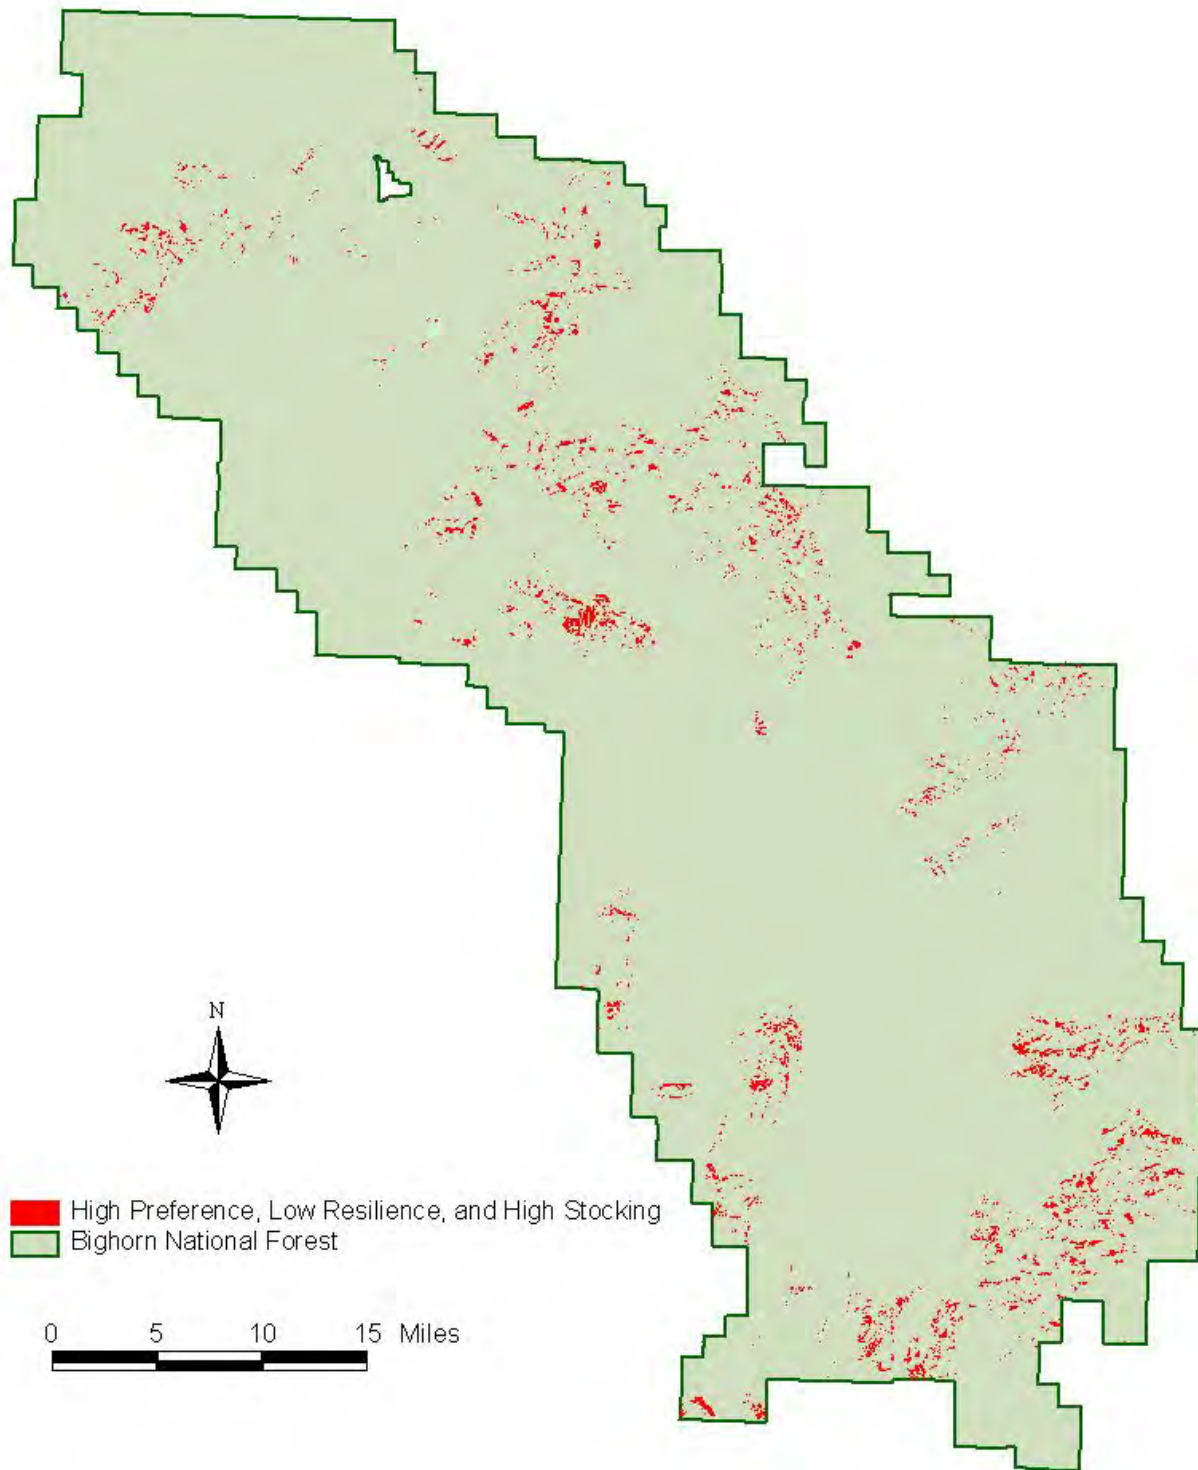 N
High Preference, Low Resilience, and High Stocking
Bighorn National Forest
0 5 10 15 Miles